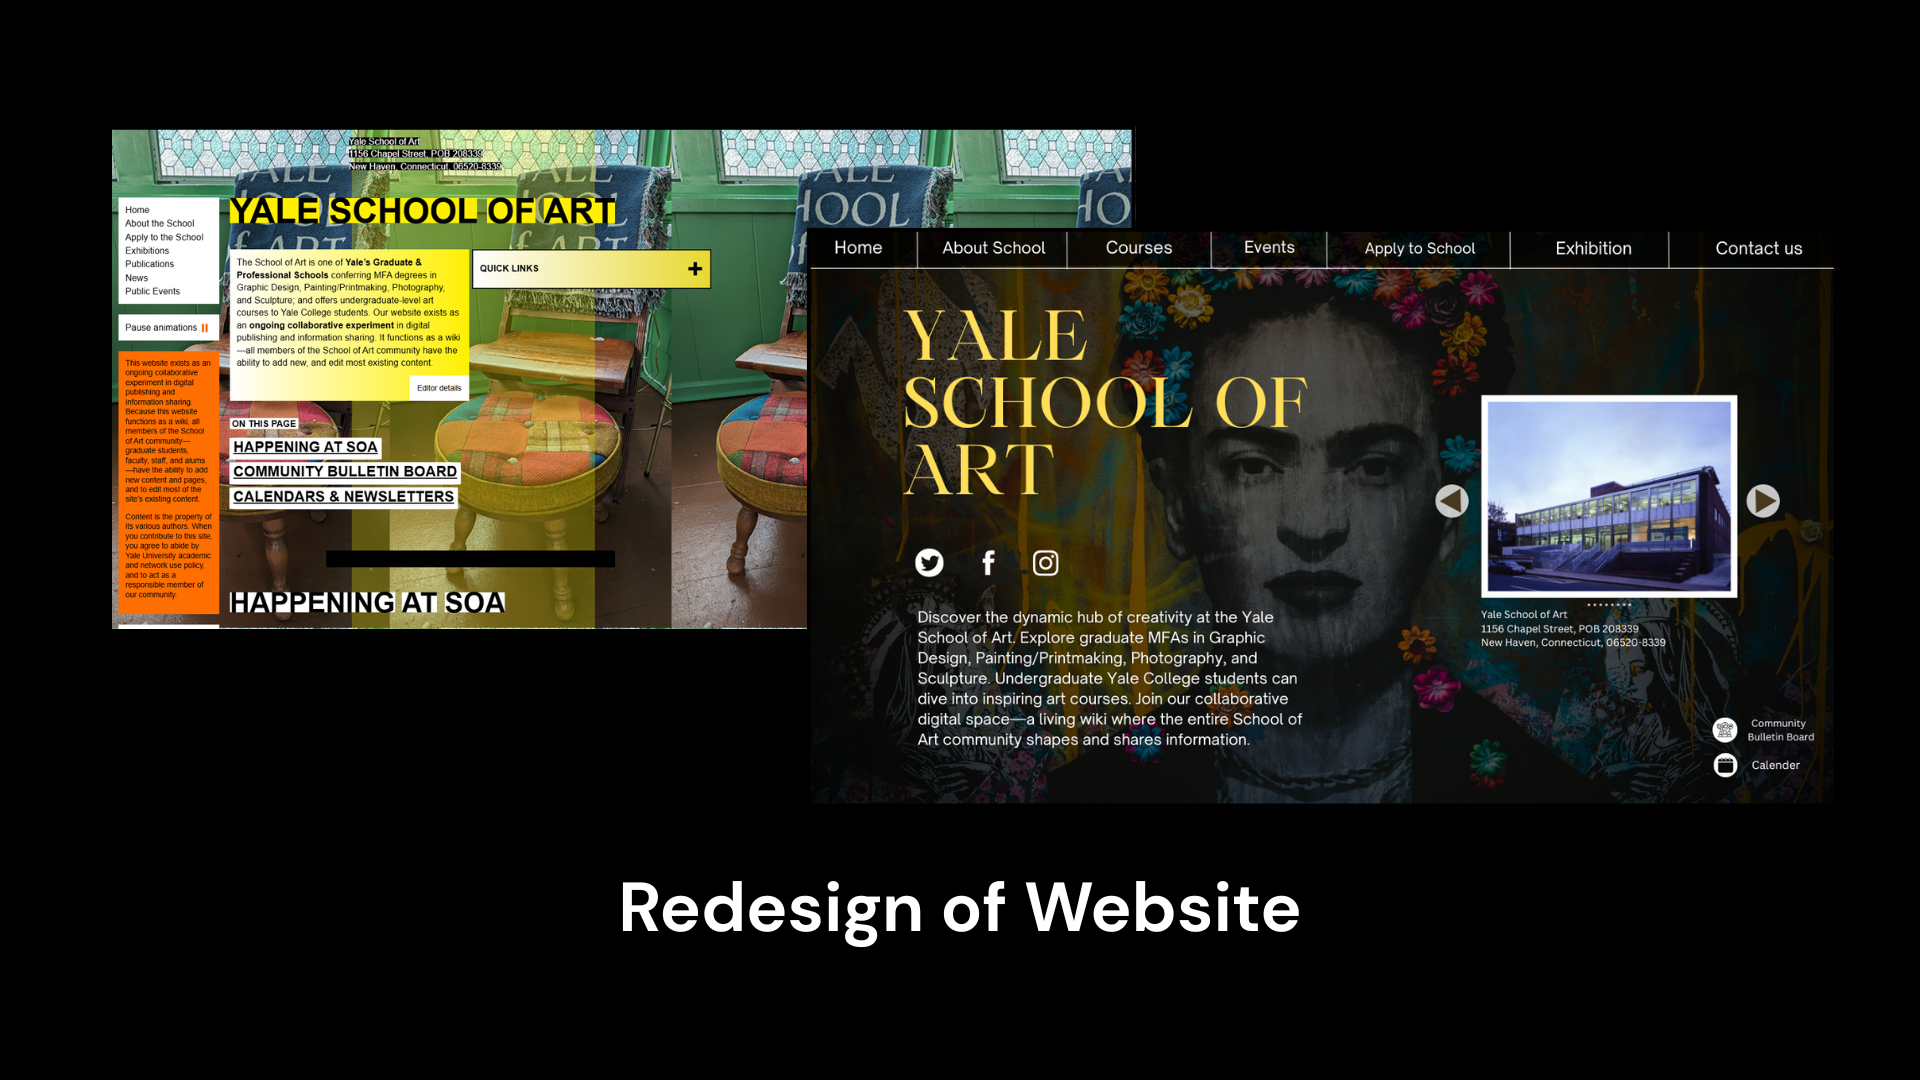 Yale School of Art
1156 Chapel Street, POB 208339
New Haven, Connecticut, 06520-8339
YALE SCHOOL OF ART
Home
About the School
Apply to the School
Exhibitions
Publications
News
Public Events
Pause animations
This website exists as an
ongoing collaborative
experiment in digital
publishing and
information sharing.
Because this website
functions as a wiki, all
members of the School
of Art community—
graduate students,
faculty, staff, and alums
—have the ability to add
new content and pages,
and to edit most of the
site's existing content.
Content is the property of
its various authors. When
you contribute to this site,
you agree to abide by
Yale University academic
and network use policy,
and to act as a
responsible member of
our community.
The School of Art is one of Yale's Graduate &
Professional Schools conferring MFA degrees in
Graphic Design, Painting/Printmaking, Photography,
and Sculpture; and offers undergraduate-level art
courses to Yale College students. Our website exists as
an ongoing collaborative experiment in digital
publishing and information sharing. It functions as a wiki
—all members of the School of Art community have the
ability to add new, and edit most existing content.
Editor details
QUICK LINKS
ON THIS PAGE
HAPPENING AT SOA
COMMUNITY BULLETIN BOARD
CALENDARS & NEWSLETTERS
HAPPENING AT SOA
Home
About School
Courses
Events
Apply to School
Exhibition
Contact us
YALE
SCHOOL OF
ART
Discover the dynamic hub of creativity at the Yale
School of Art. Explore graduate MFAs in Graphic
Design, Painting/Printmaking, Photography, and
Sculpture. Undergraduate Yale College students can
dive into inspiring art courses. Join our collaborative
digital space—a living wiki where the entire School of
Art community shapes and shares information.
Yale School of Art
1156 Chapel Street, POB 208339
New Haven, Connecticut, 06520-8339
Community
Bulletin Board
Calender
Redesign of Website